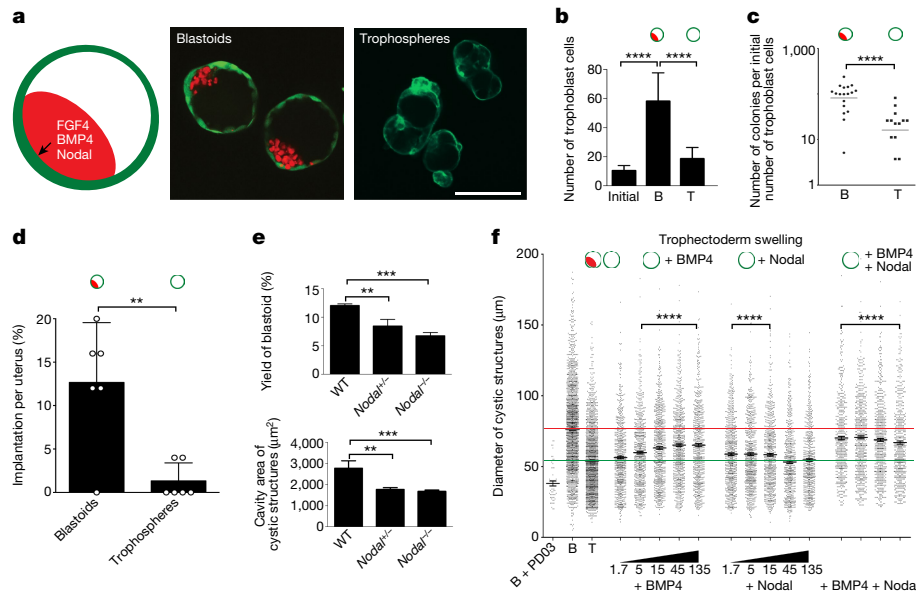 a
FGF4
BMP4
Nodal
Blastoids
Trophospheres
b
Number of trophoblast cells
80
60
40
20
0
****
****
Initial
B
T
c
Number of colonies per initial
number of trophoblast cells
1,000
10
1
****
B
T
d
Implantation per uterus (%)
20
15
10
5
0
**
Blastoids
Trophospheres
e
Yield of blastoid (%)
15
10
5
0
***
**
WT
Nodal+/–
Nodal–/–
Cavity area of
cystic structures (μm²)
4,000
3,000
2,000
1,000
0
***
**
WT
Nodal+/–
Nodal–/–
f
Trophectoderm swelling
+ BMP4
+ Nodal
+ BMP4
+ Nodal
Diameter of cystic structures (μm)
200
150
100
50
0
****
****
****
B + PD03
B
T
1.7 5 15 45 135
+ BMP4
1.7 5 15 45 135
+ Nodal
+ BMP4 + Noda